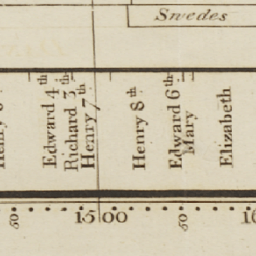 Swedes
Edward 4th
Richard 3th
Henry 7th
Henry 8th
Edward 6th
Mary
Elizabeth
50
1500
50